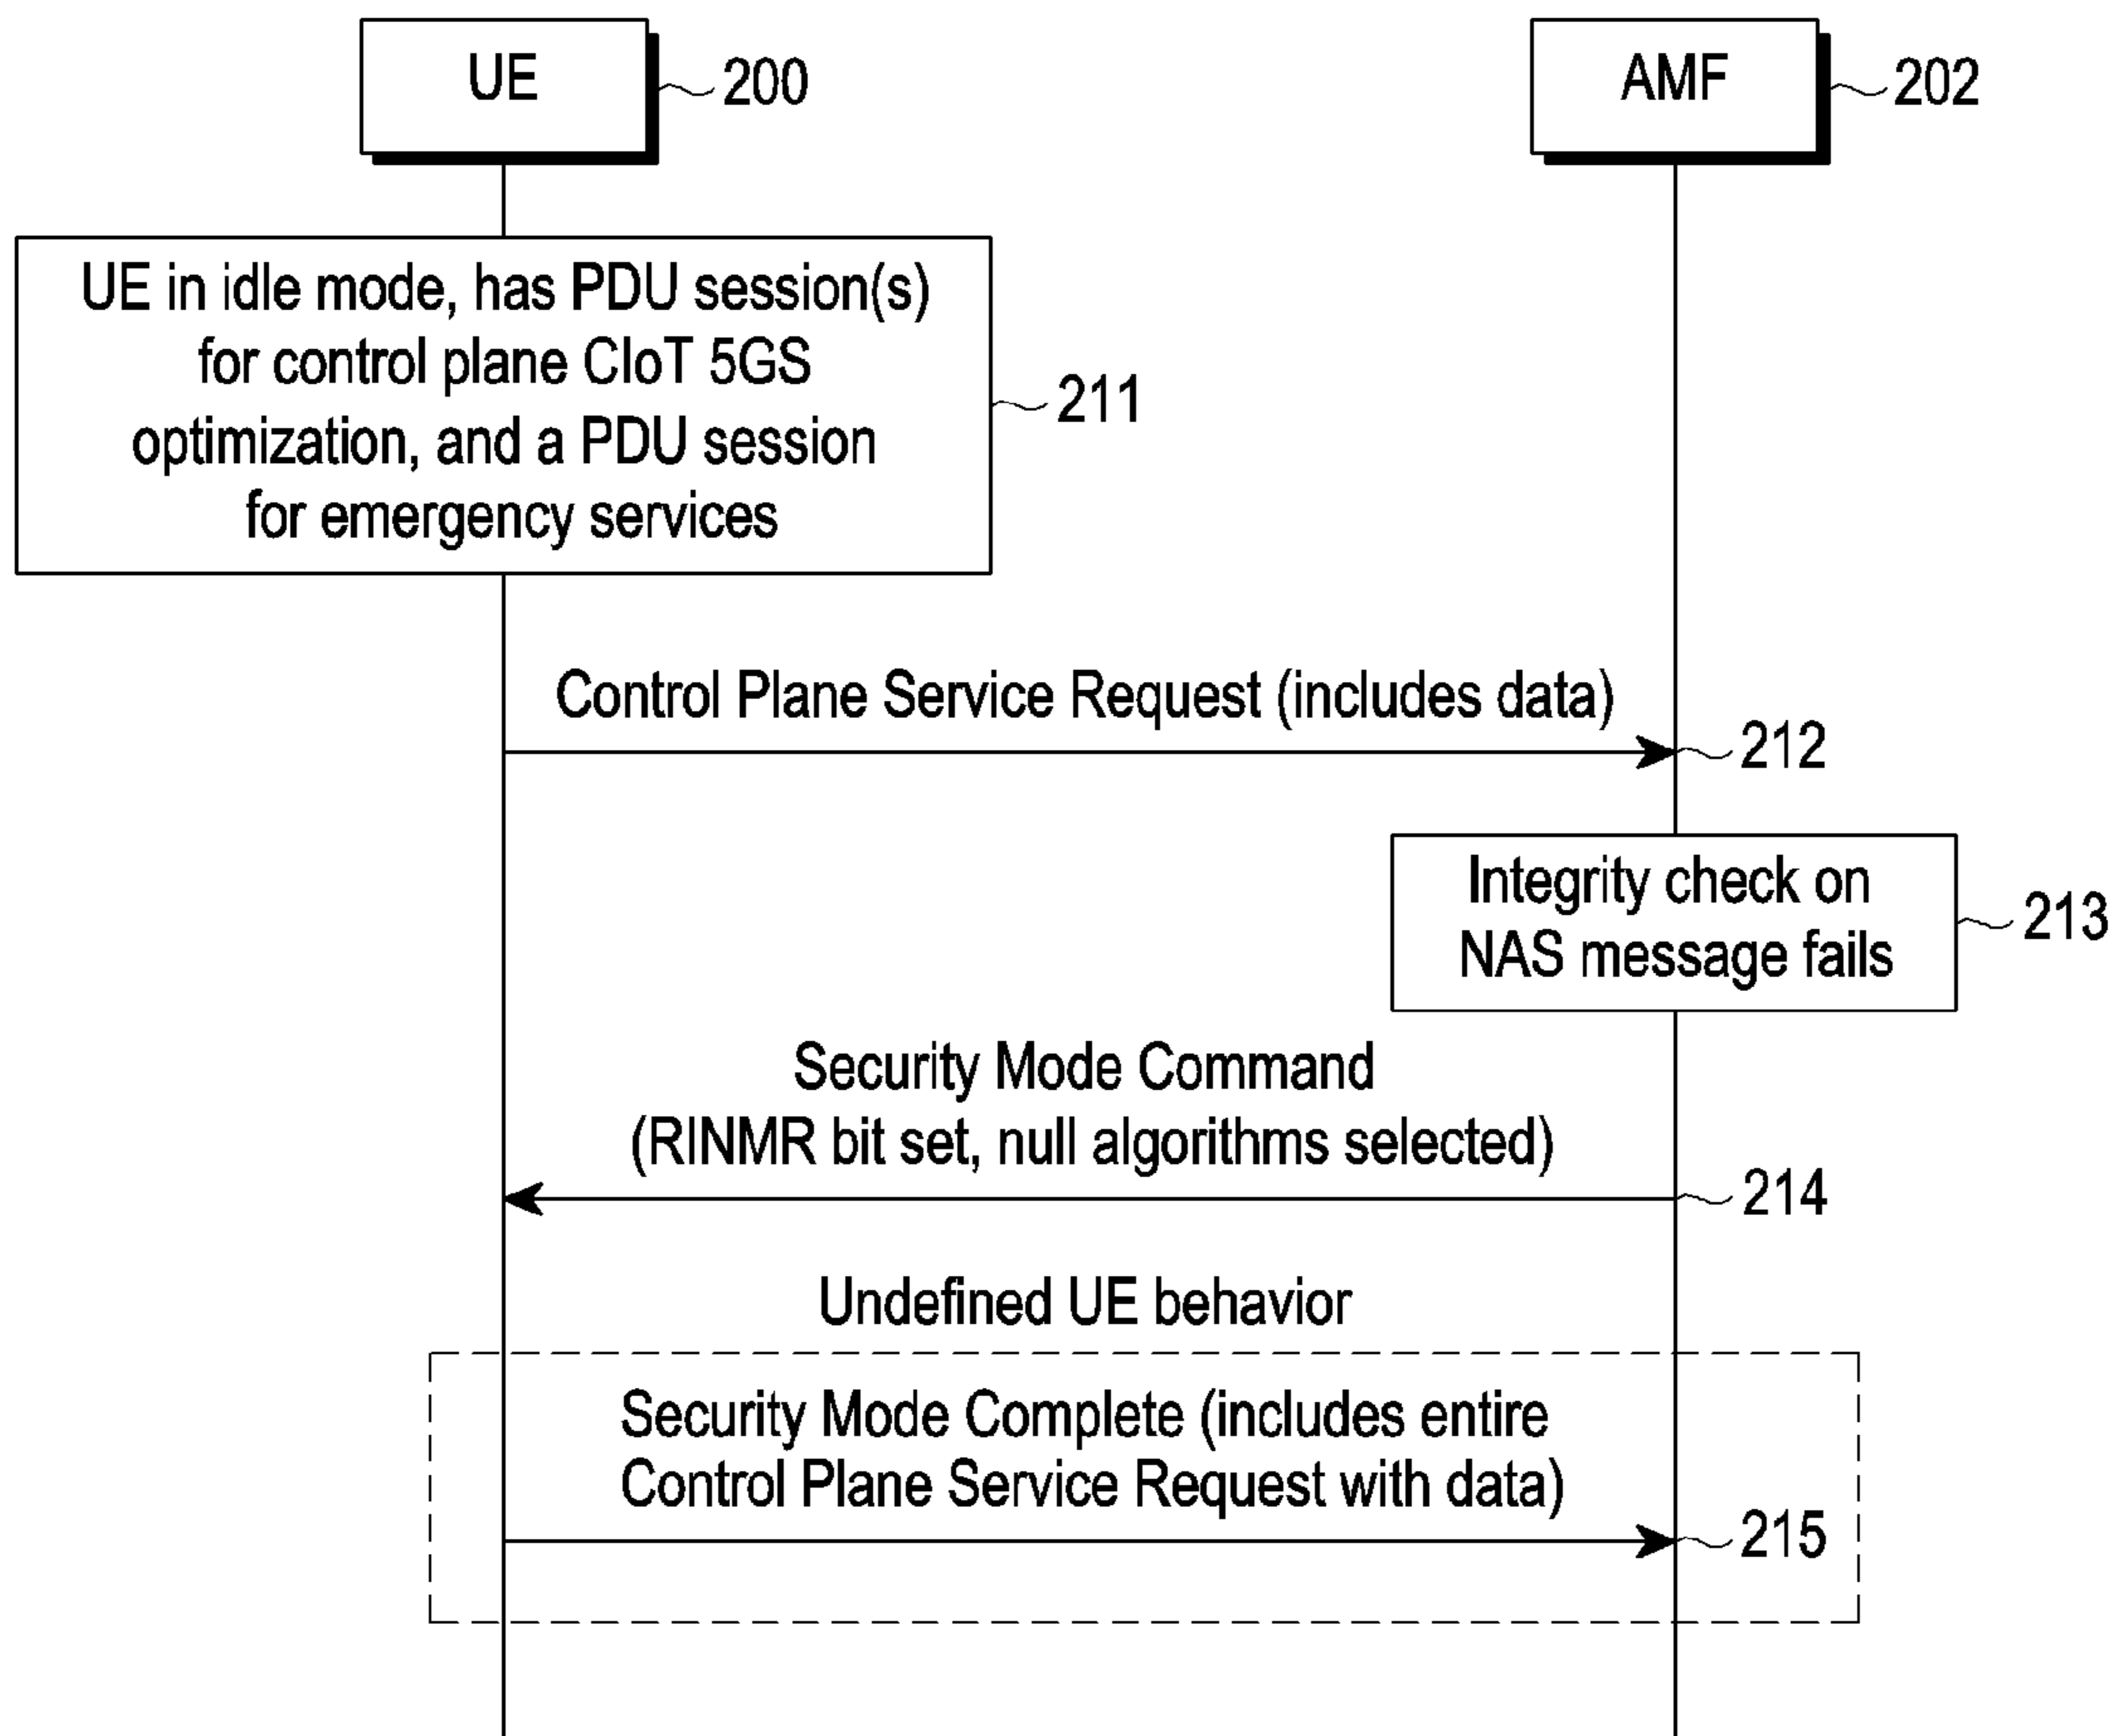 UE
200
AMF
202
UE in idle mode, has PDU session(s)
for control plane CIoT 5GS
optimization, and a PDU session
for emergency services
211
Control Plane Service Request (includes data)
212
Integrity check on
NAS message fails
213
Security Mode Command
(RINMR bit set, null algorithms selected)
214
Undefined UE behavior
Security Mode Complete (includes entire
Control Plane Service Request with data)
215